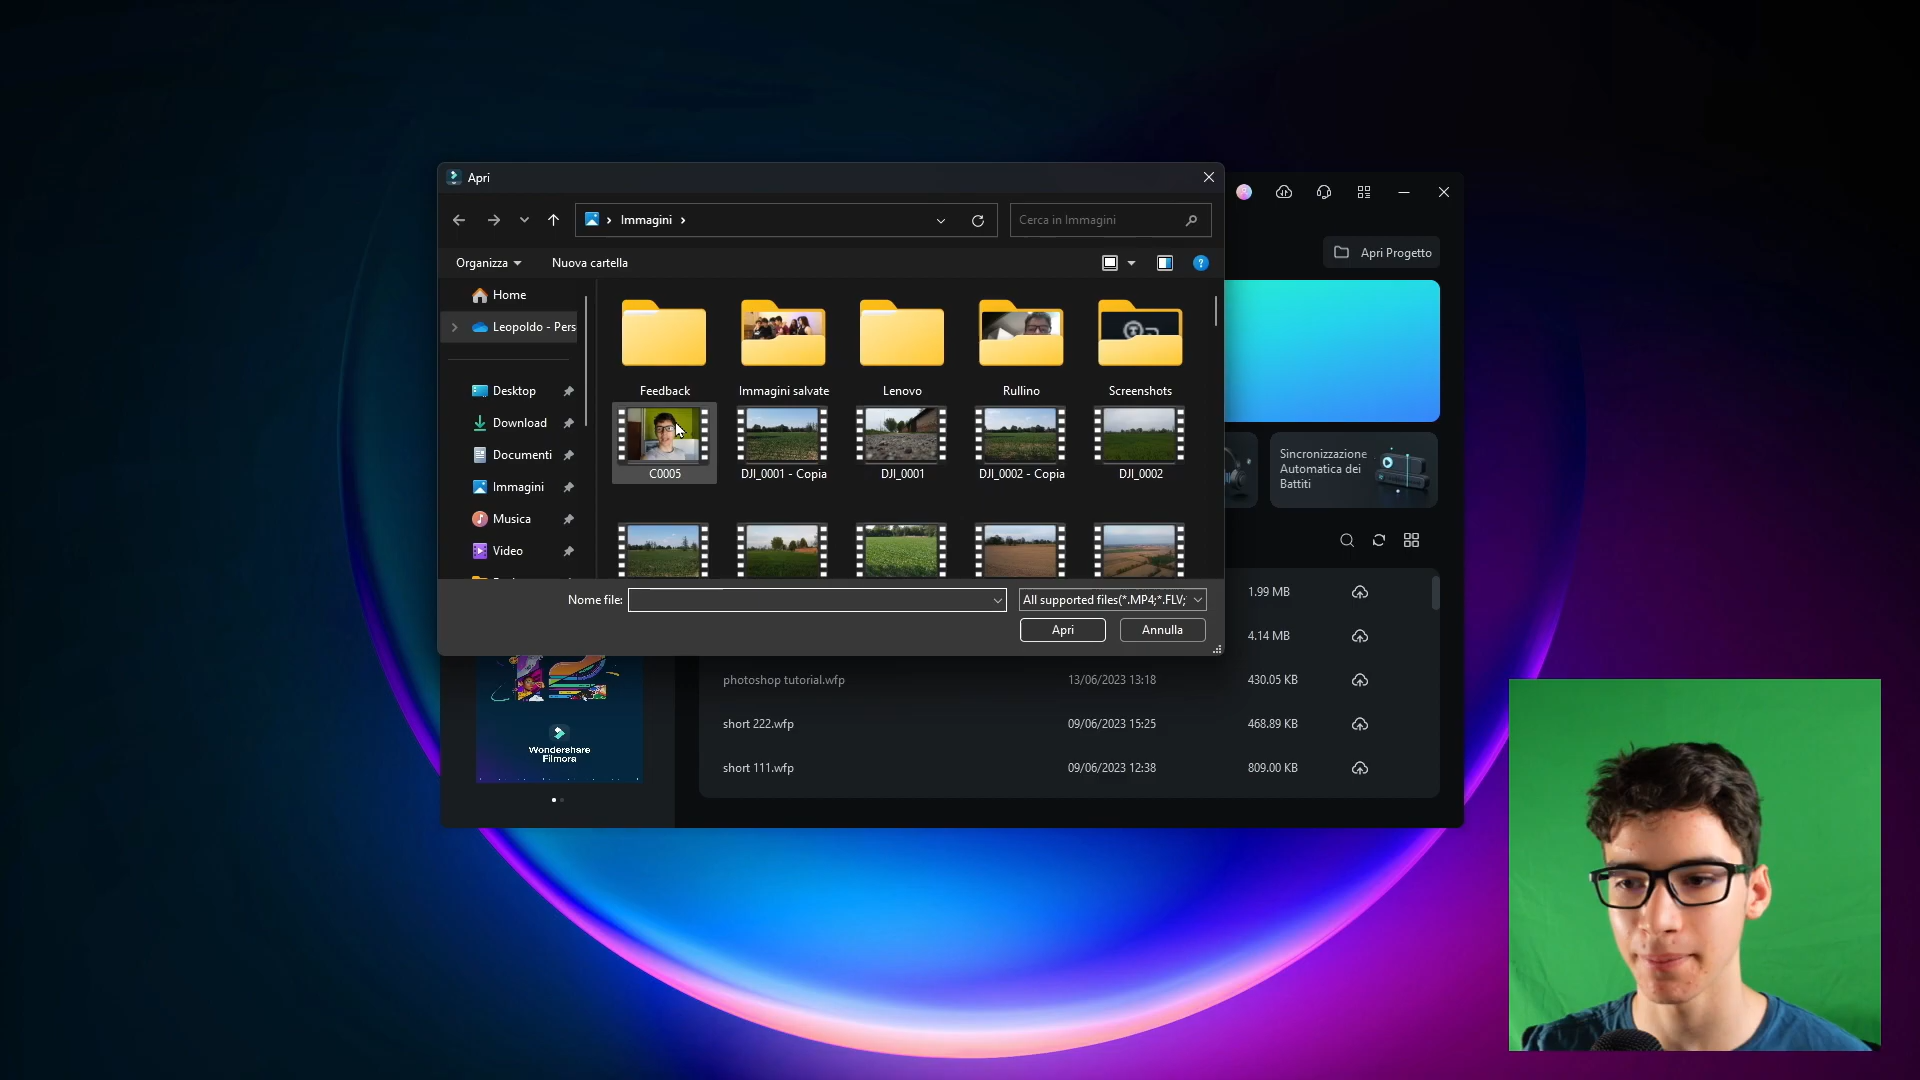 Apri
Immagini
Cerca in Immagini
Organizza
Nuova cartella
Home
Leopoldo - Pers
Desktop
Download
Documenti
Immagini
Musica
Video
Feedback
Immagini salvate
Lenovo
Rullino
Screenshots
C0005
DJI_0001 - Copia
DJI_0001
DJI_0002 - Copia
DJI_0002
Nome file:
All supported files(*.MP4;*.FLV;
Apri
Annulla
Apri Progetto
Sincronizzazione
Automatica dei
Battiti
1.99 MB
4.14 MB
photoshop tutorial.wfp 13/06/2023 13:18 430.05 KB
short 222.wfp 09/06/2023 15:25 468.89 KB
short 111.wfp 09/06/2023 12:38 809.00 KB
Wondershare
Filmora